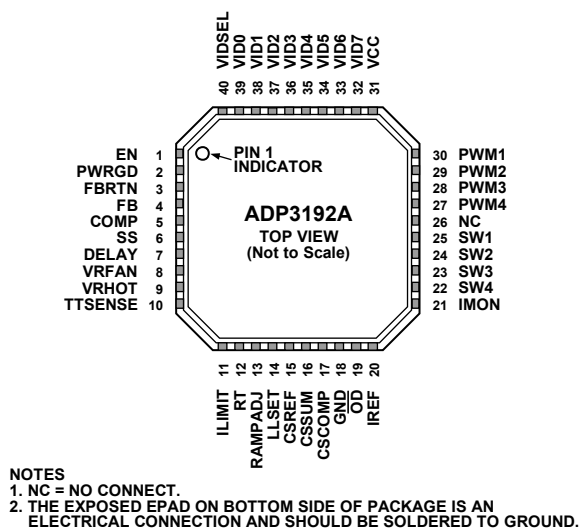 VIDSEL
VID0
VID1
VID2
VID3
VID4
VID5
VID6
VID7
VCC
40 39 38 37 36 35 34 33 32 31
EN 1
PWRGD 2
FBRTN 3
FB 4
COMP 5
SS 6
DELAY 7
VRFAN 8
VRHOT 9
TTSENSE 10
PIN 1
INDICATOR
ADP3192A
TOP VIEW
(Not to Scale)
30 PWM1
29 PWM2
28 PWM3
27 PWM4
26 NC
25 SW1
24 SW2
23 SW3
22 SW4
21 IMON
11 12 13 14 15 16 17 18 19 20
ILIMIT
RT
RAMPADJ
LLSET
CSREF
CSSUM
CSCOMP
GND
OD
IREF
NOTES
1. NC = NO CONNECT.
2. THE EXPOSED EPAD ON BOTTOM SIDE OF PACKAGE IS AN
ELECTRICAL CONNECTION AND SHOULD BE SOLDERED TO GROUND.